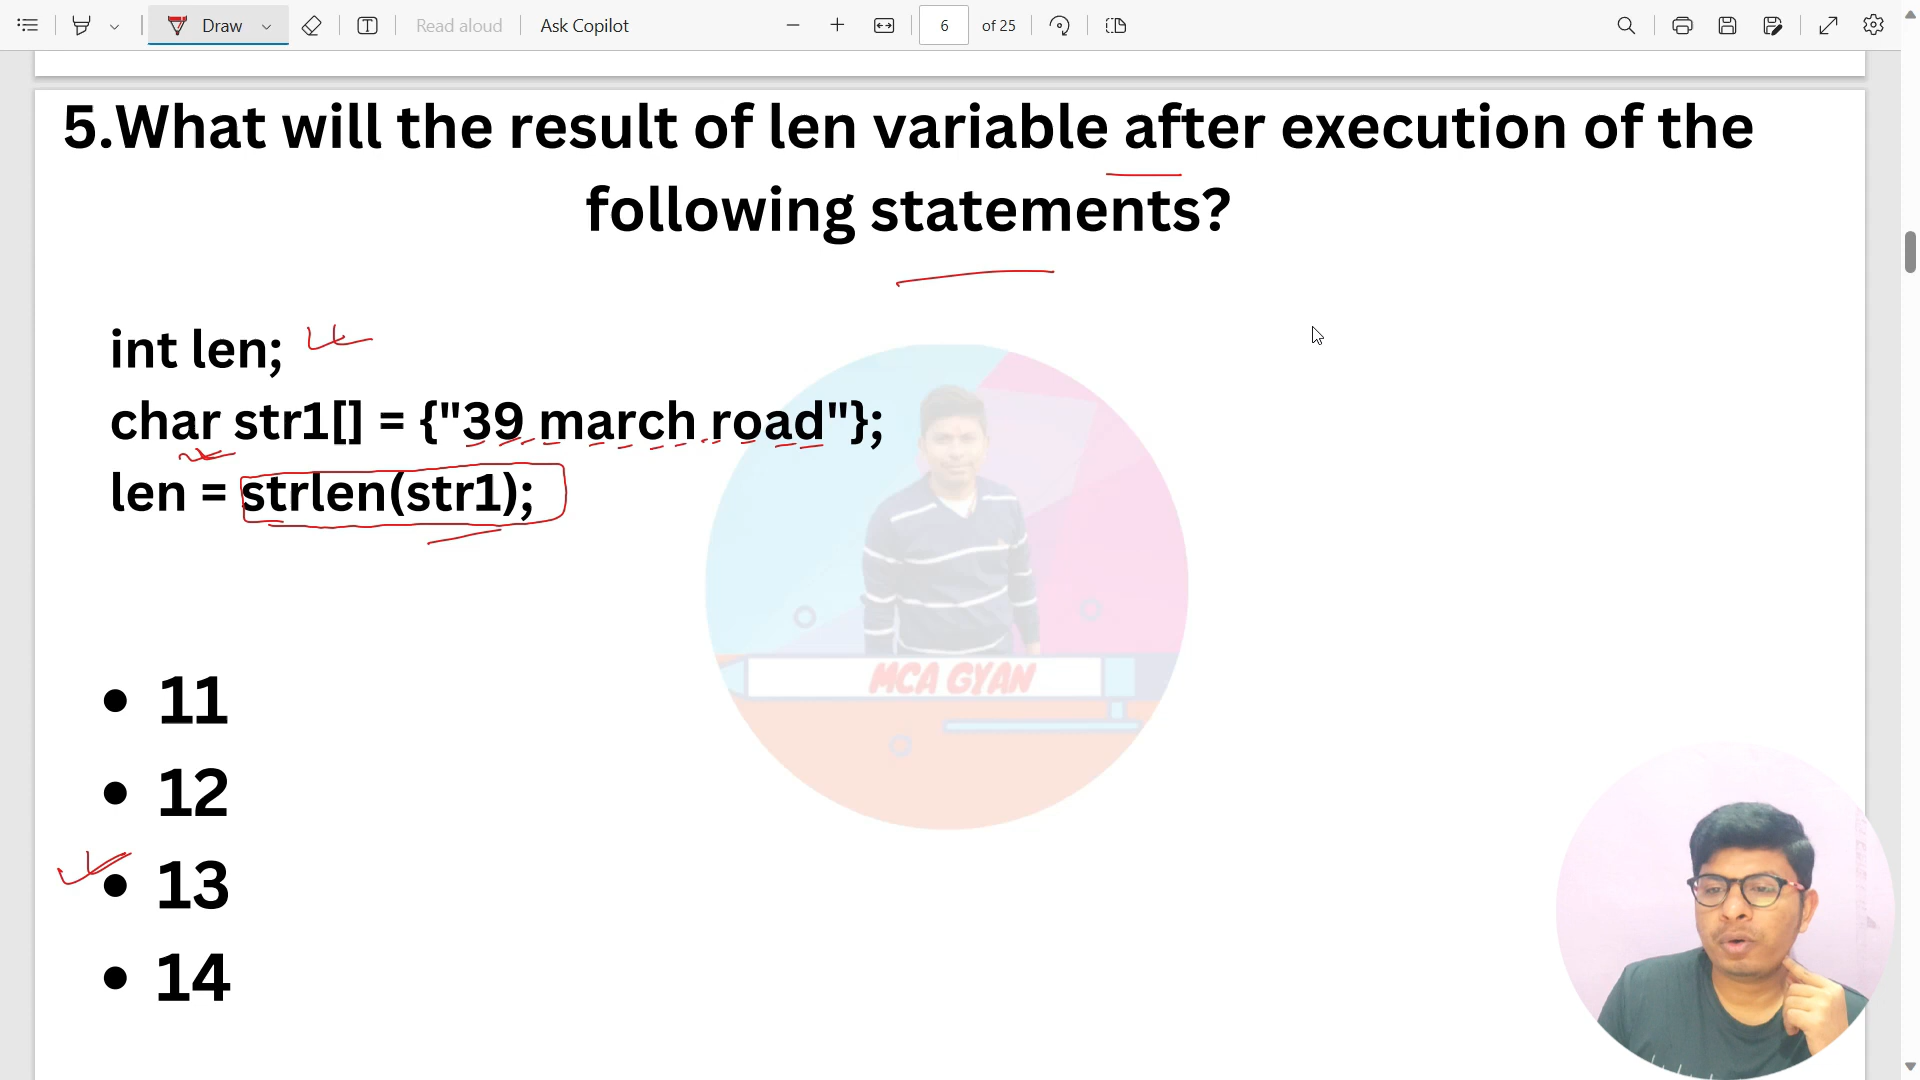 Draw
Read aloud
Ask Copilot
6
of 25
5.What will the result of len variable after execution of the
following statements?
int len;
char str1[] = {"39 march road"};
len = strlen(str1);
MCA GYAN
• 11
• 12
• 13
• 14